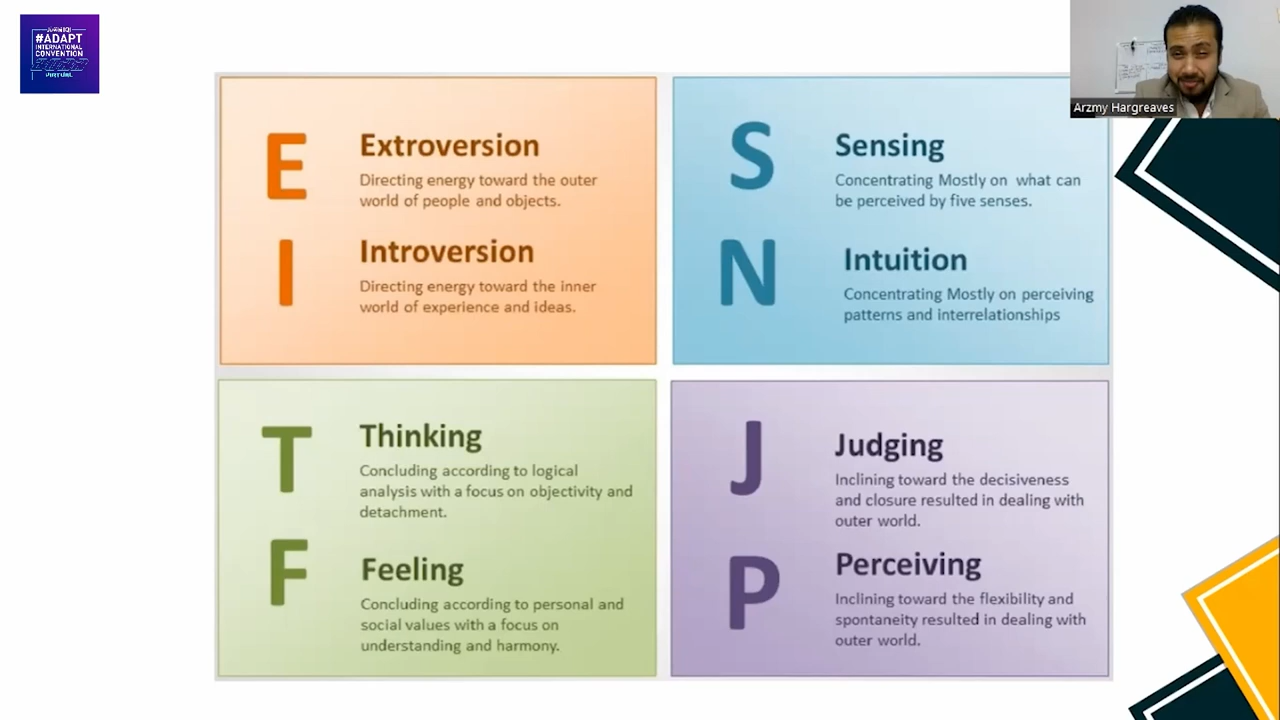 #ADAPT
INTERNATIONAL
CONVENTION
VIRTUAL
Arzmy Hargreaves
E
Extroversion
Directing energy toward the outer
world of people and objects.
I
Introversion
Directing energy toward the inner
world of experience and ideas.
S
Sensing
Concentrating Mostly on what can
be perceived by five senses.
N
Intuition
Concentrating Mostly on perceiving
patterns and interrelationships
T
Thinking
Concluding according to logical
analysis with a focus on objectivity and
detachment.
F
Feeling
Concluding according to personal and
social values with a focus on
understanding and harmony.
J
Judging
Inclining toward the decisiveness
and closure resulted in dealing with
outer world.
P
Perceiving
Inclining toward the flexibility and
spontaneity resulted in dealing with
outer world.